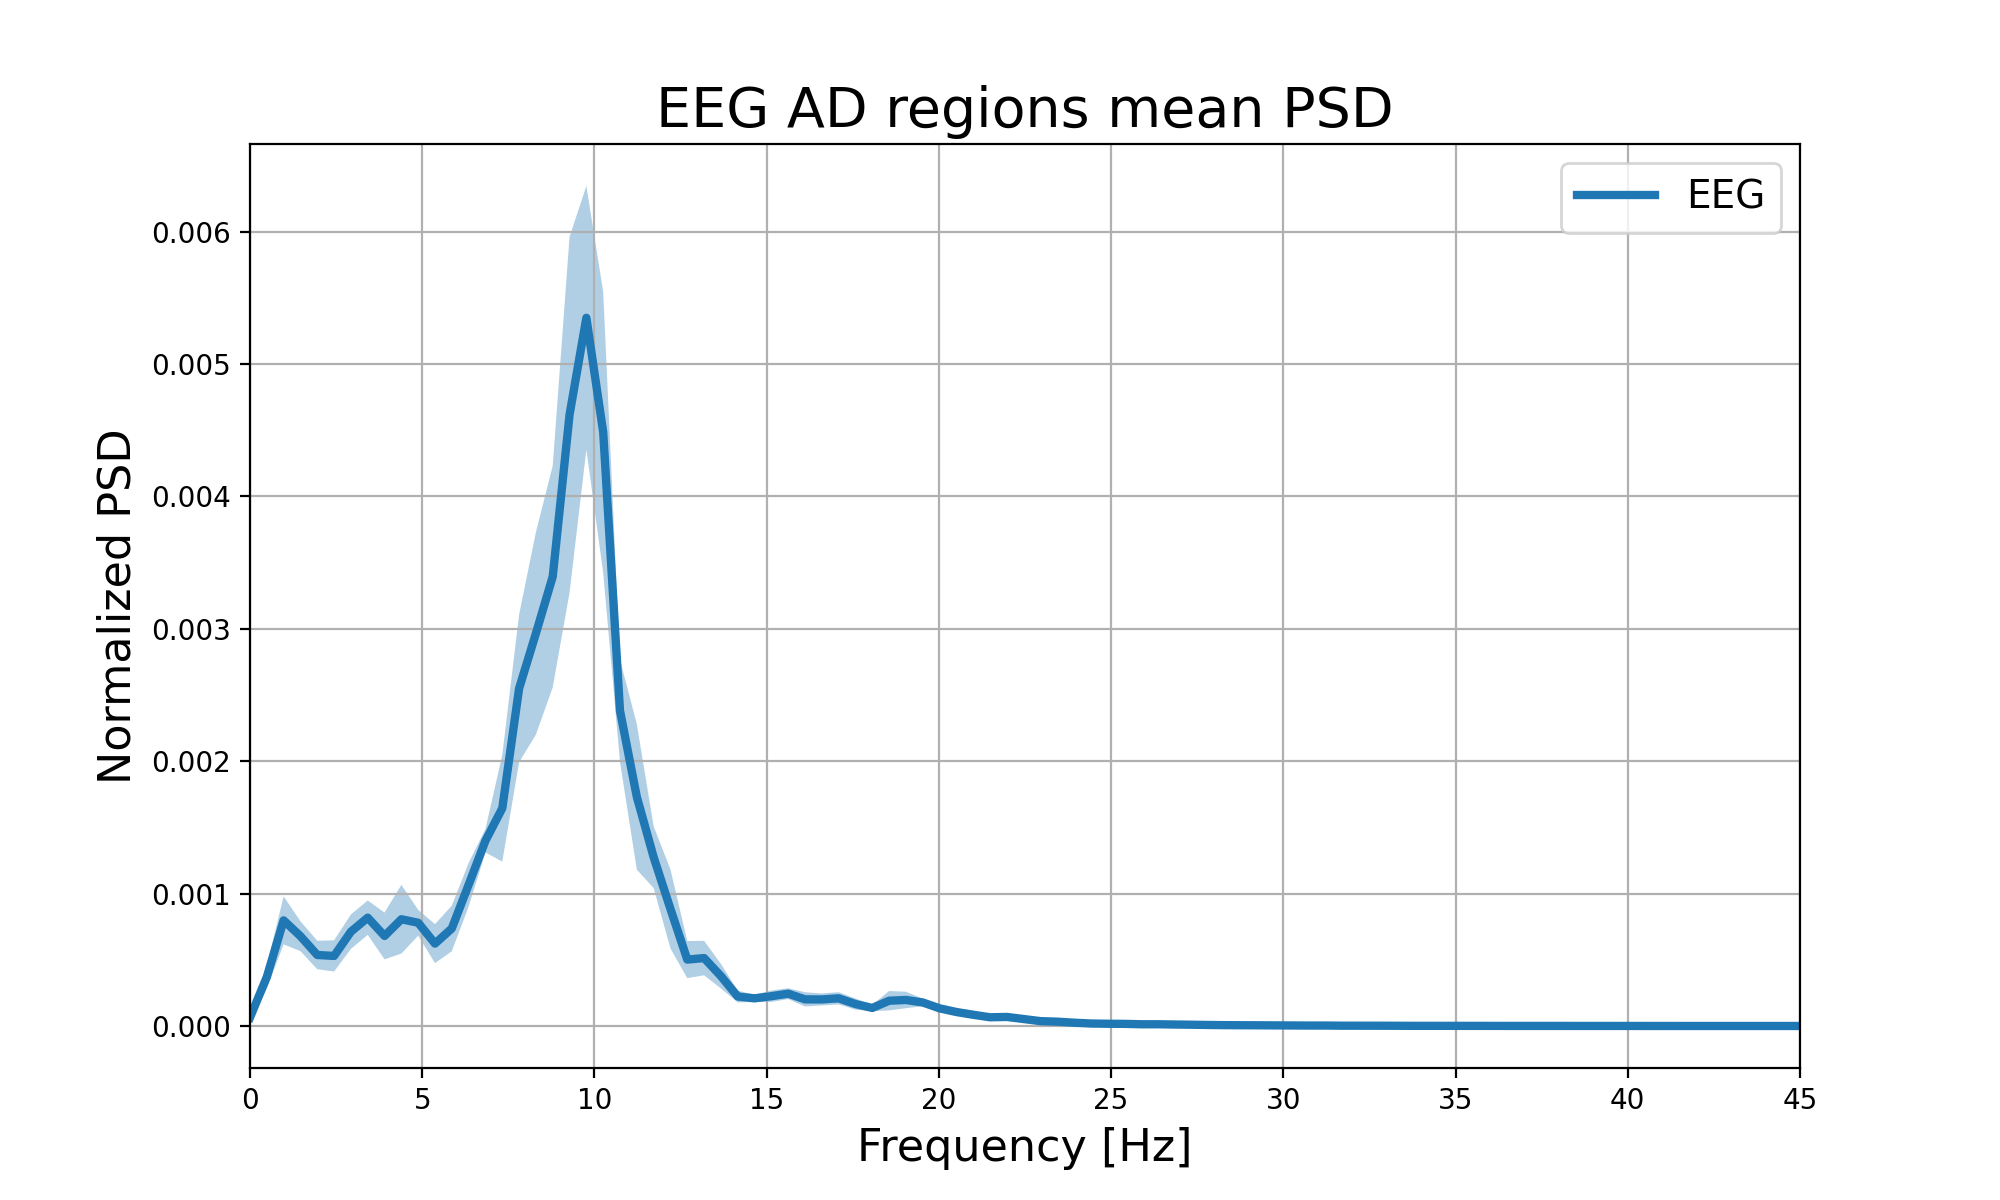 EEG AD regions mean PSD
EEG
0.006
0.005
0.004
0.003
0.002
0.001
0.000
Normalized PSD
0 5 10 15 20 25 30 35 40 45
Frequency [Hz]